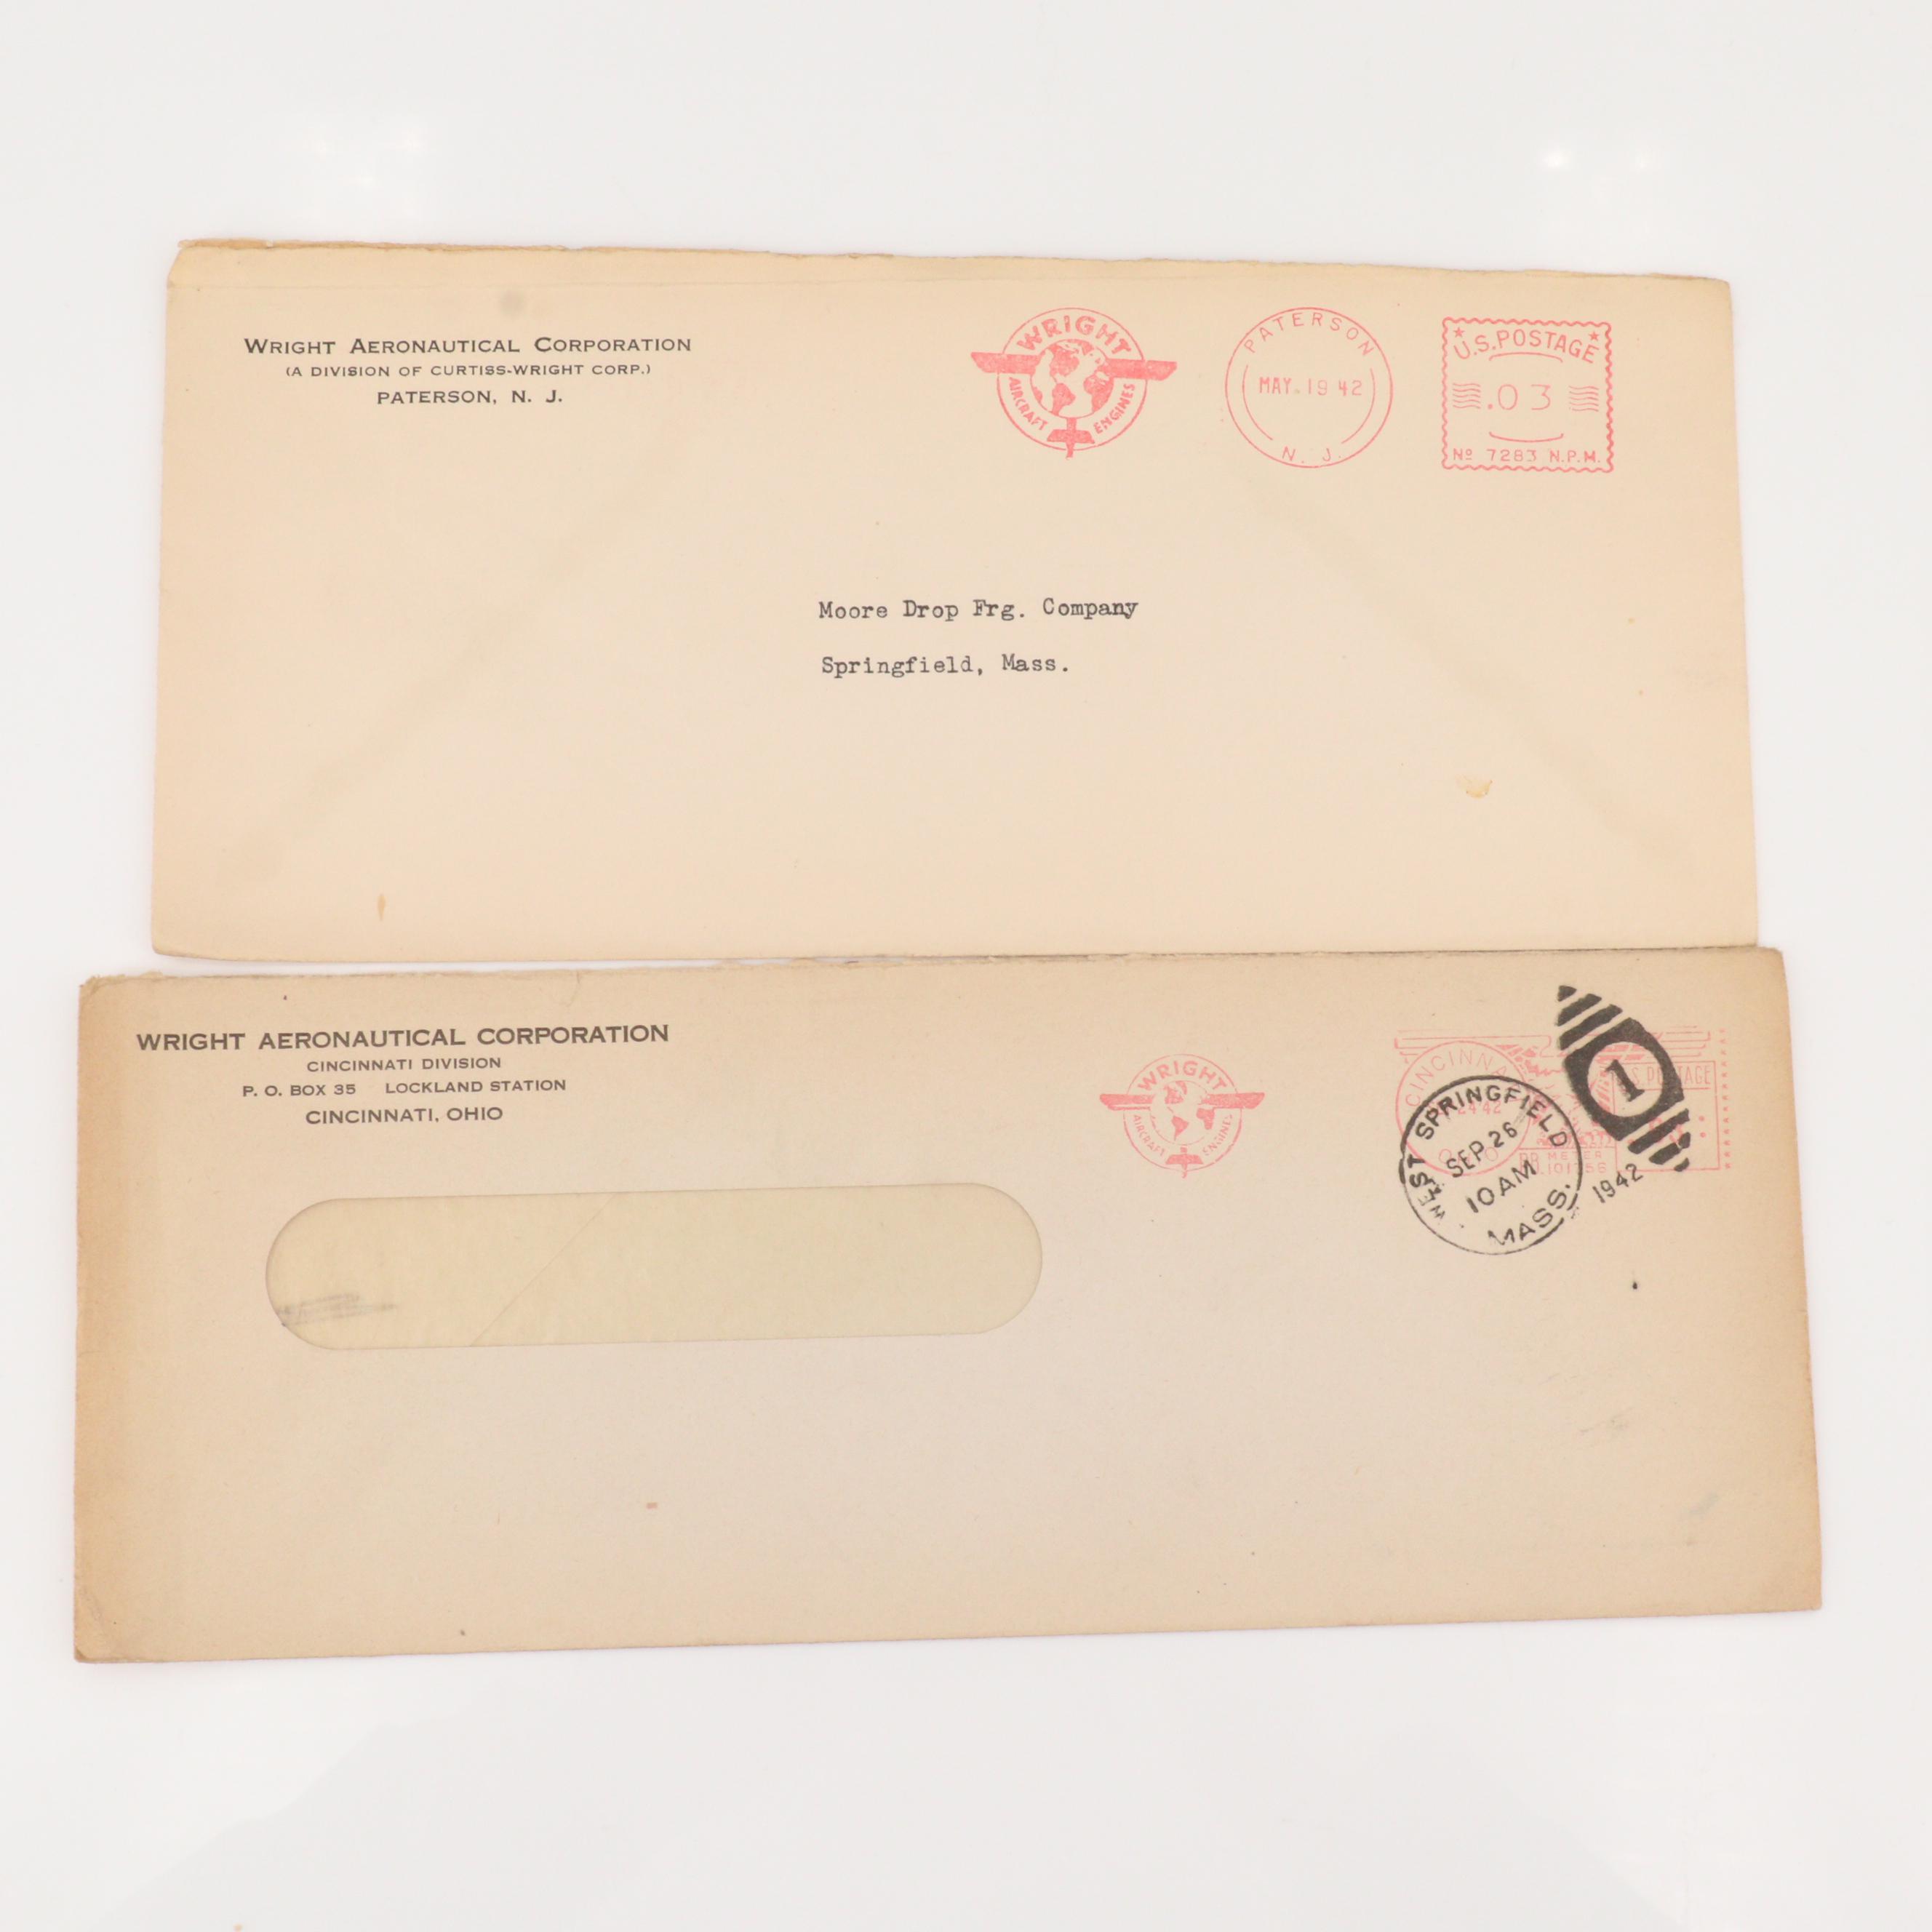 WRIGHT AERONAUTICAL CORPORATION
(A DIVISION OF CURTISS-WRIGHT CORP.)
PATERSON, N. J.
WRIGHT
AIRCRAFT ENGINES
PATERSON
MAY. 19 42
N. J.
U.S. POSTAGE
.03
Nº 7283 N.P.M.
Moore Drop Frg. Company
Springfield, Mass.
WRIGHT AERONAUTICAL CORPORATION
CINCINNATI DIVISION
P. O. BOX 35 LOCKLAND STATION
CINCINNATI, OHIO
WRIGHT
AIRCRAFT ENGINES
WEST SPRINGFIELD
SEP 26
10 AM
MASS.
1942
1